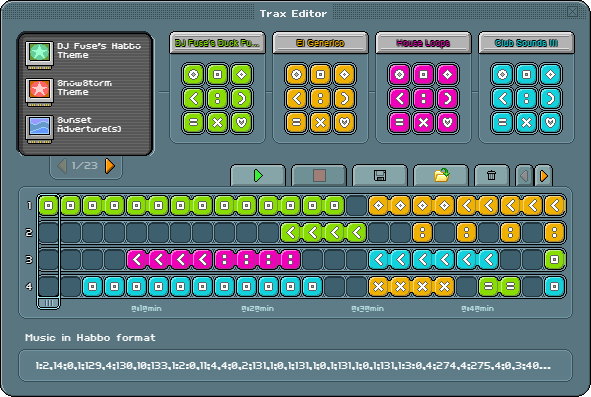 Trax Editor
DJ Fuse's Habbo
Theme
SnowStorm
Theme
Sunset
Adverture(s)
1/23
DJ Fuse's Duck Fu...
El Generico
House Loops
Club Sounds III
1
2
3
4
0:10min 0:20min 0:30min 0:40min
Music in Habbo format
1:2,14;0,1;129,4;130,10;133,1:2:0,11;4,4;0,2;131,1;0,1;131,1;0,1;131,1;0,1;131,1:3:0,4;274,4;275,4;0,3;40...